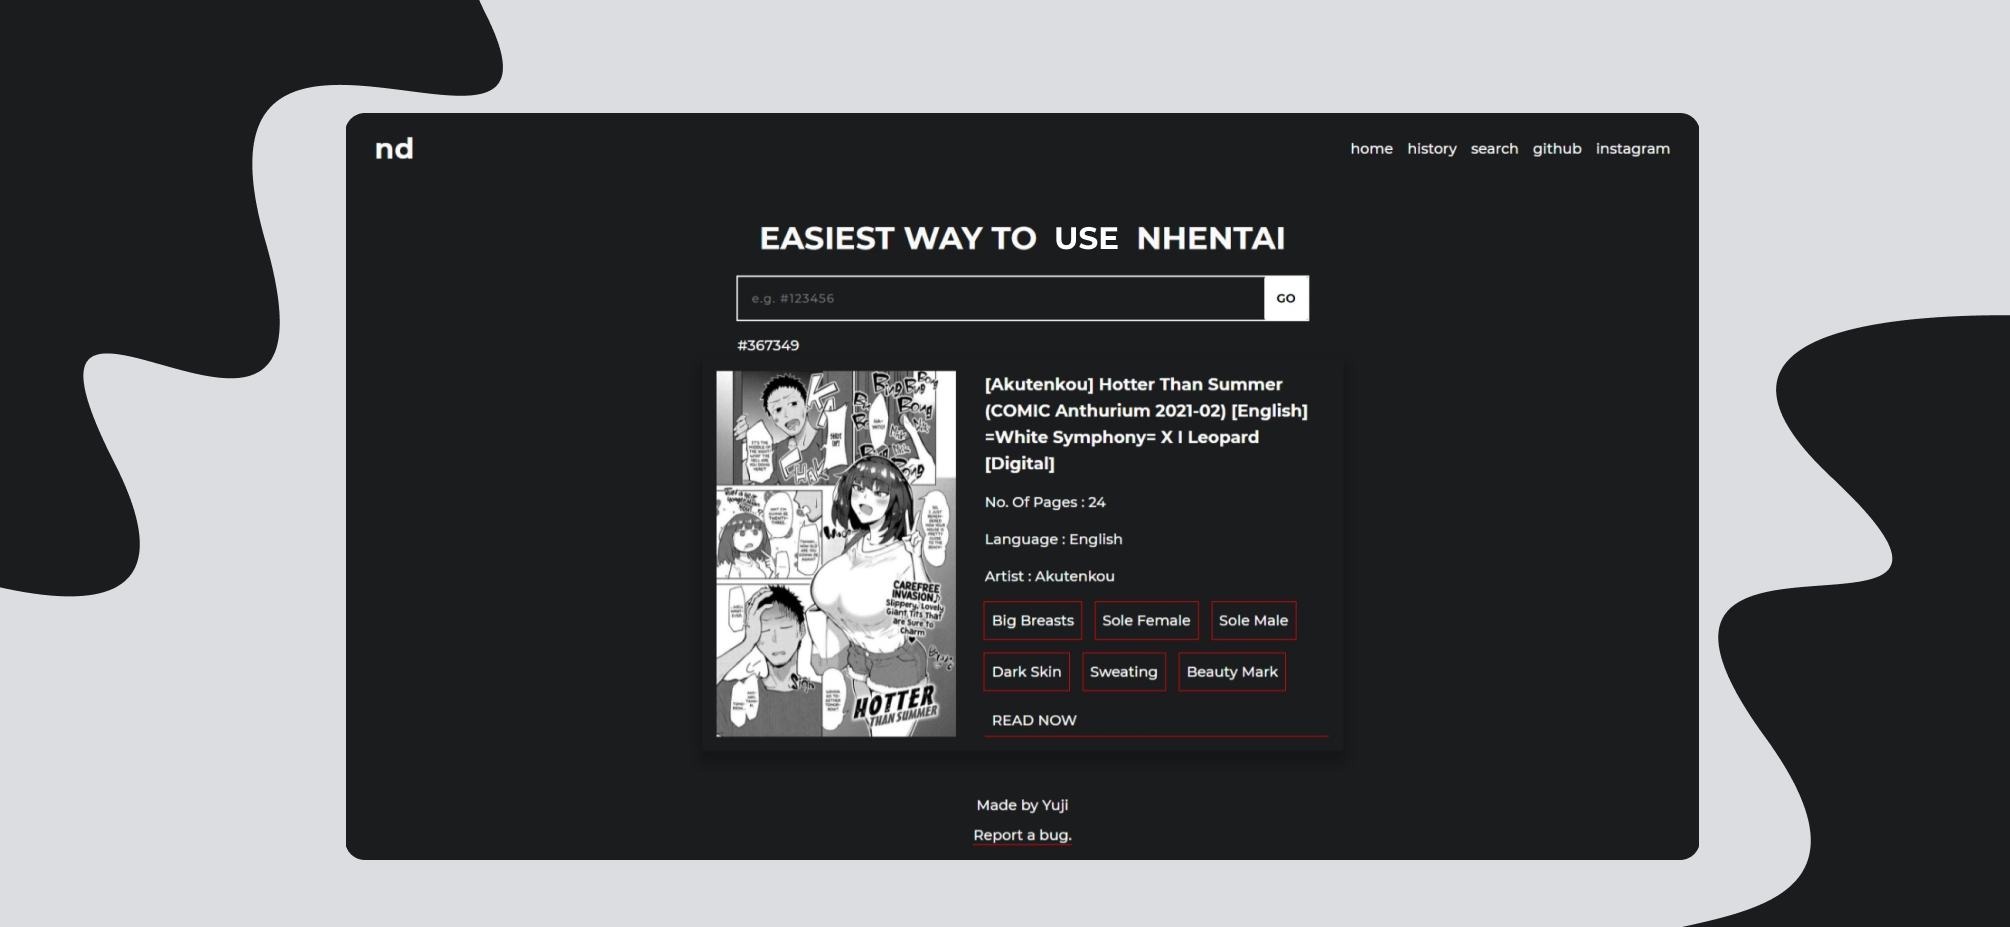 nd
home history search github instagram
EASIEST WAY TO USE NHENTAI
e.g. #123456
GO
#367349
[Akutenkou] Hotter Than Summer
(COMIC Anthurium 2021-02) [English]
=White Symphony= X I Leopard
[Digital]
No. Of Pages : 24
Language : English
Artist : Akutenkou
Big Breasts Sole Female Sole Male
Dark Skin Sweating Beauty Mark
READ NOW
SHUT
UP!
CAREFREE
INVASION♪
Slippery, Lovely
Giant Tits That
are Sure to
Charm
♥
HOTTER
THAN SUMMER
Made by Yuji
Report a bug.